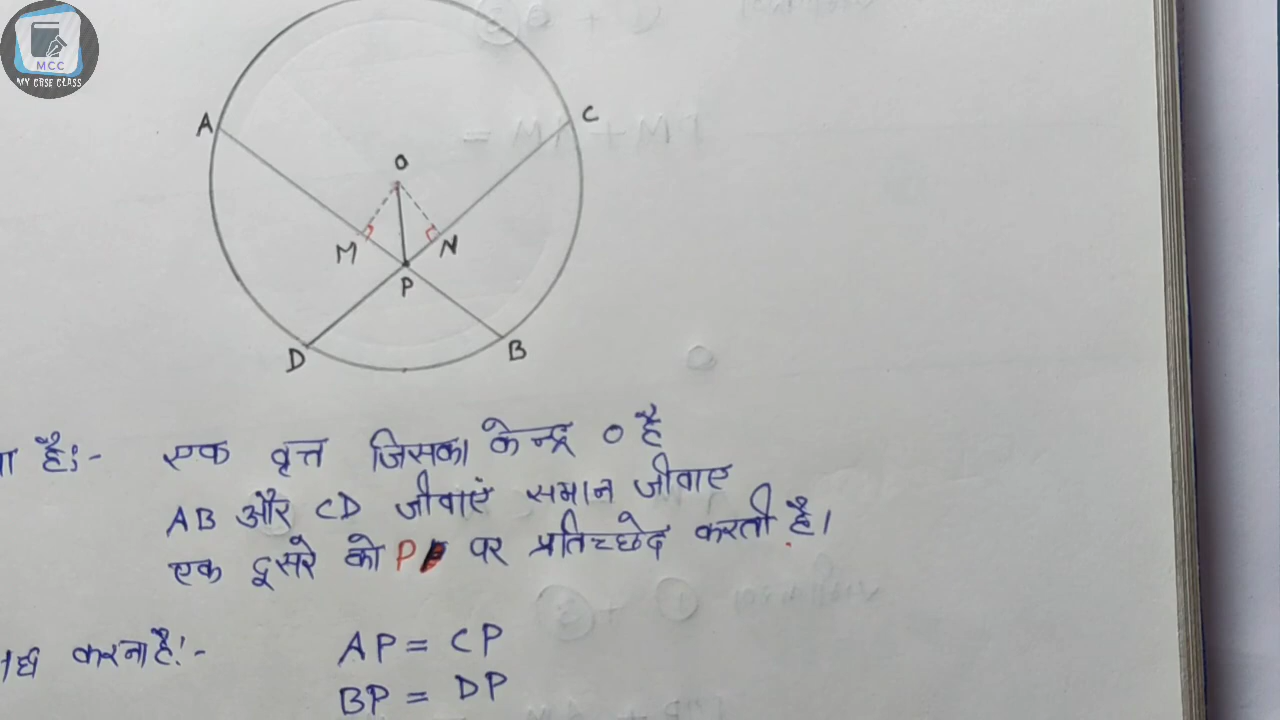 MCC
MY CBSE CLASS
A
C
O
M
N
P
D
B
है:- एक वृत्त जिसका केन्द्र O है
AB और CD जीवाएं समान जीवाए
एक दूसरे को P पर प्रतिच्छेद करती है।
करना है:- AP = CP
BP = DP